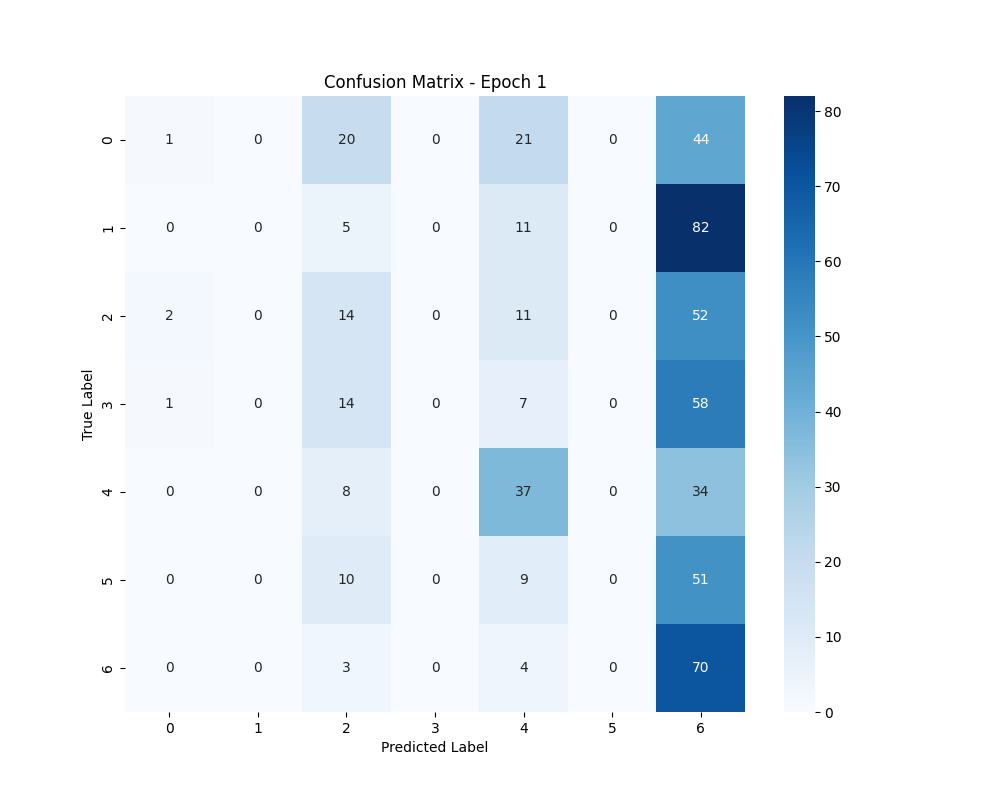 Confusion Matrix - Epoch 1
True Label
0 1 0 20 0 21 0 44
1 0 0 5 0 11 0 82
2 2 0 14 0 11 0 52
3 1 0 14 0 7 0 58
4 0 0 8 0 37 0 34
5 0 0 10 0 9 0 51
6 0 0 3 0 4 0 70
0 1 2 3 4 5 6
Predicted Label
80
70
60
50
40
30
20
10
0